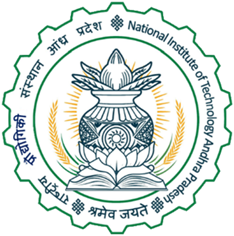 राष्ट्रीय प्रौद्योगिकी संस्थान आंध्र प्रदेश
National Institute of Technology Andhra Pradesh
श्रमेव जयते